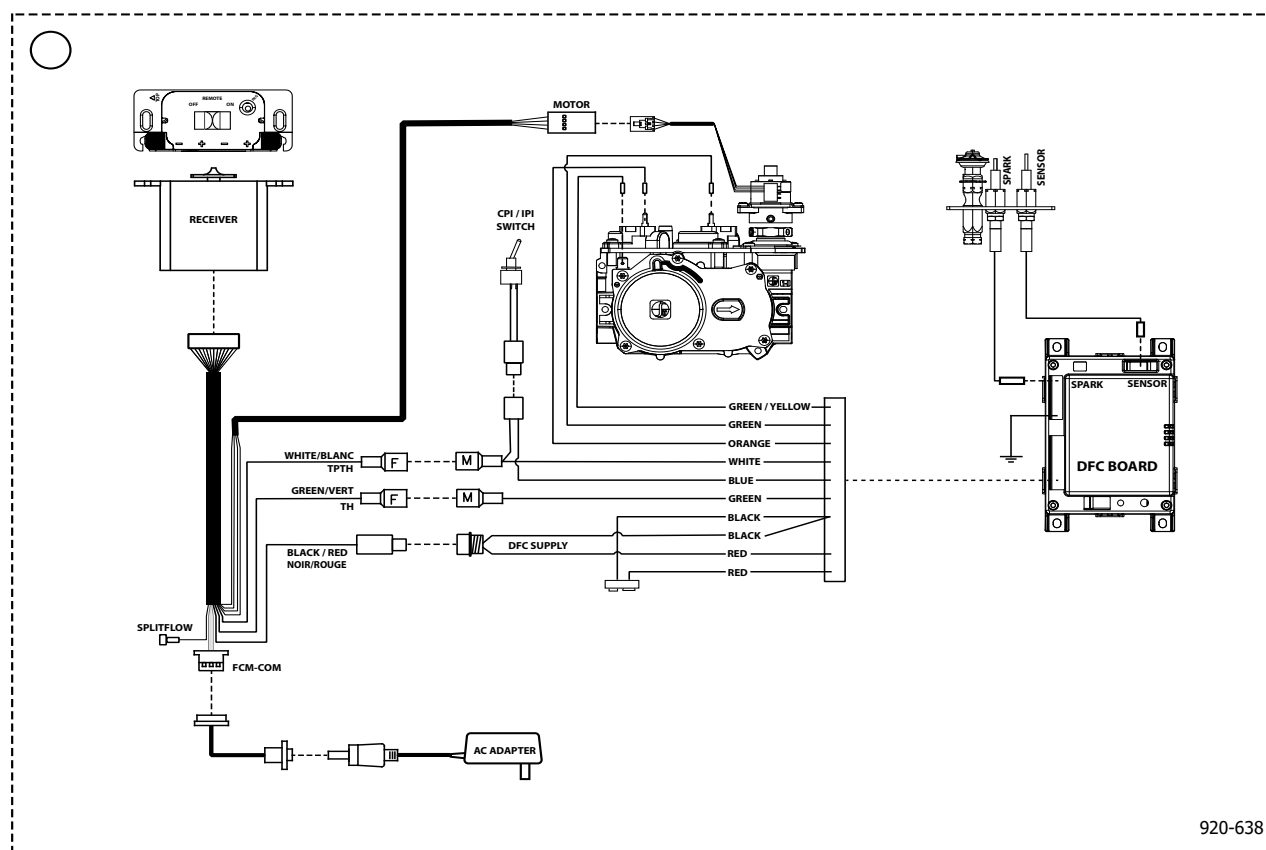 UP
REMOTE
OFF ON
RECEIVER
MOTOR
CPI / IPI
SWITCH
SPARK
SENSOR
SPARK SENSOR
DFC BOARD
GREEN / YELLOW
GREEN
ORANGE
WHITE
BLUE
GREEN
BLACK
BLACK
RED
RED
WHITE/BLANC
TPTH
F M
GREEN/VERT
TH
F M
BLACK / RED
NOIR/ROUGE
DFC SUPPLY
SPLITFLOW
FCM-COM
AC ADAPTER
920-638